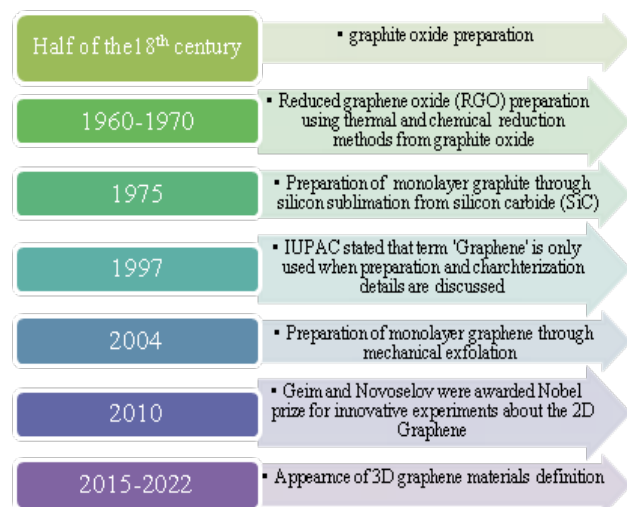 Half of the 18th century
▪ graphite oxide preparation
1960-1970
▪ Reduced graphene oxide (RGO) preparation
using thermal and chemical reduction
methods from graphite oxide
1975
▪ Preparation of monolayer graphite through
silicon sublimation from silicon carbide (SiC)
1997
▪ IUPAC stated that term 'Graphene' is only
used when preparation and charchterization
details are discussed
2004
▪ Preparation of monolayer graphene through
mechanical exfolation
2010
▪ Geim and Novoselov were awarded Nobel
prize for innovative experiments about the 2D
Graphene
2015-2022
▪ Appearnce of 3D graphene materials definition